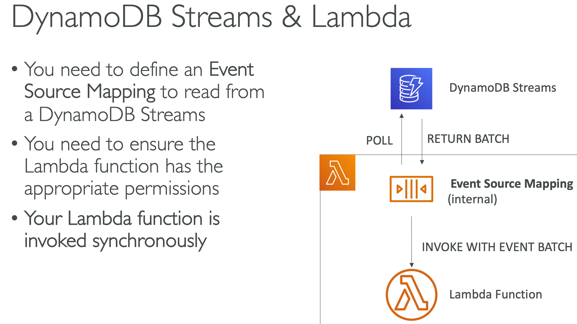 DynamoDB Streams & Lambda
• You need to define an Event
Source Mapping to read from
a DynamoDB Streams
• You need to ensure the
Lambda function has the
appropriate permissions
• Your Lambda function is
invoked synchronously
DynamoDB Streams
POLL
RETURN BATCH
Event Source Mapping
(internal)
INVOKE WITH EVENT BATCH
Lambda Function